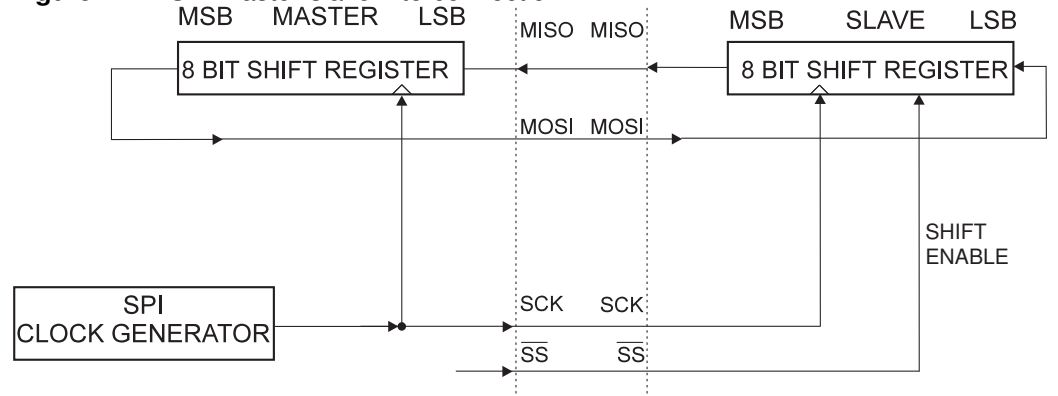 MSB MASTER LSB
MISO MISO
MSB SLAVE LSB
8 BIT SHIFT REGISTER
8 BIT SHIFT REGISTER
MOSI MOSI
SHIFT
ENABLE
SPI
CLOCK GENERATOR
SCK SCK
SS SS